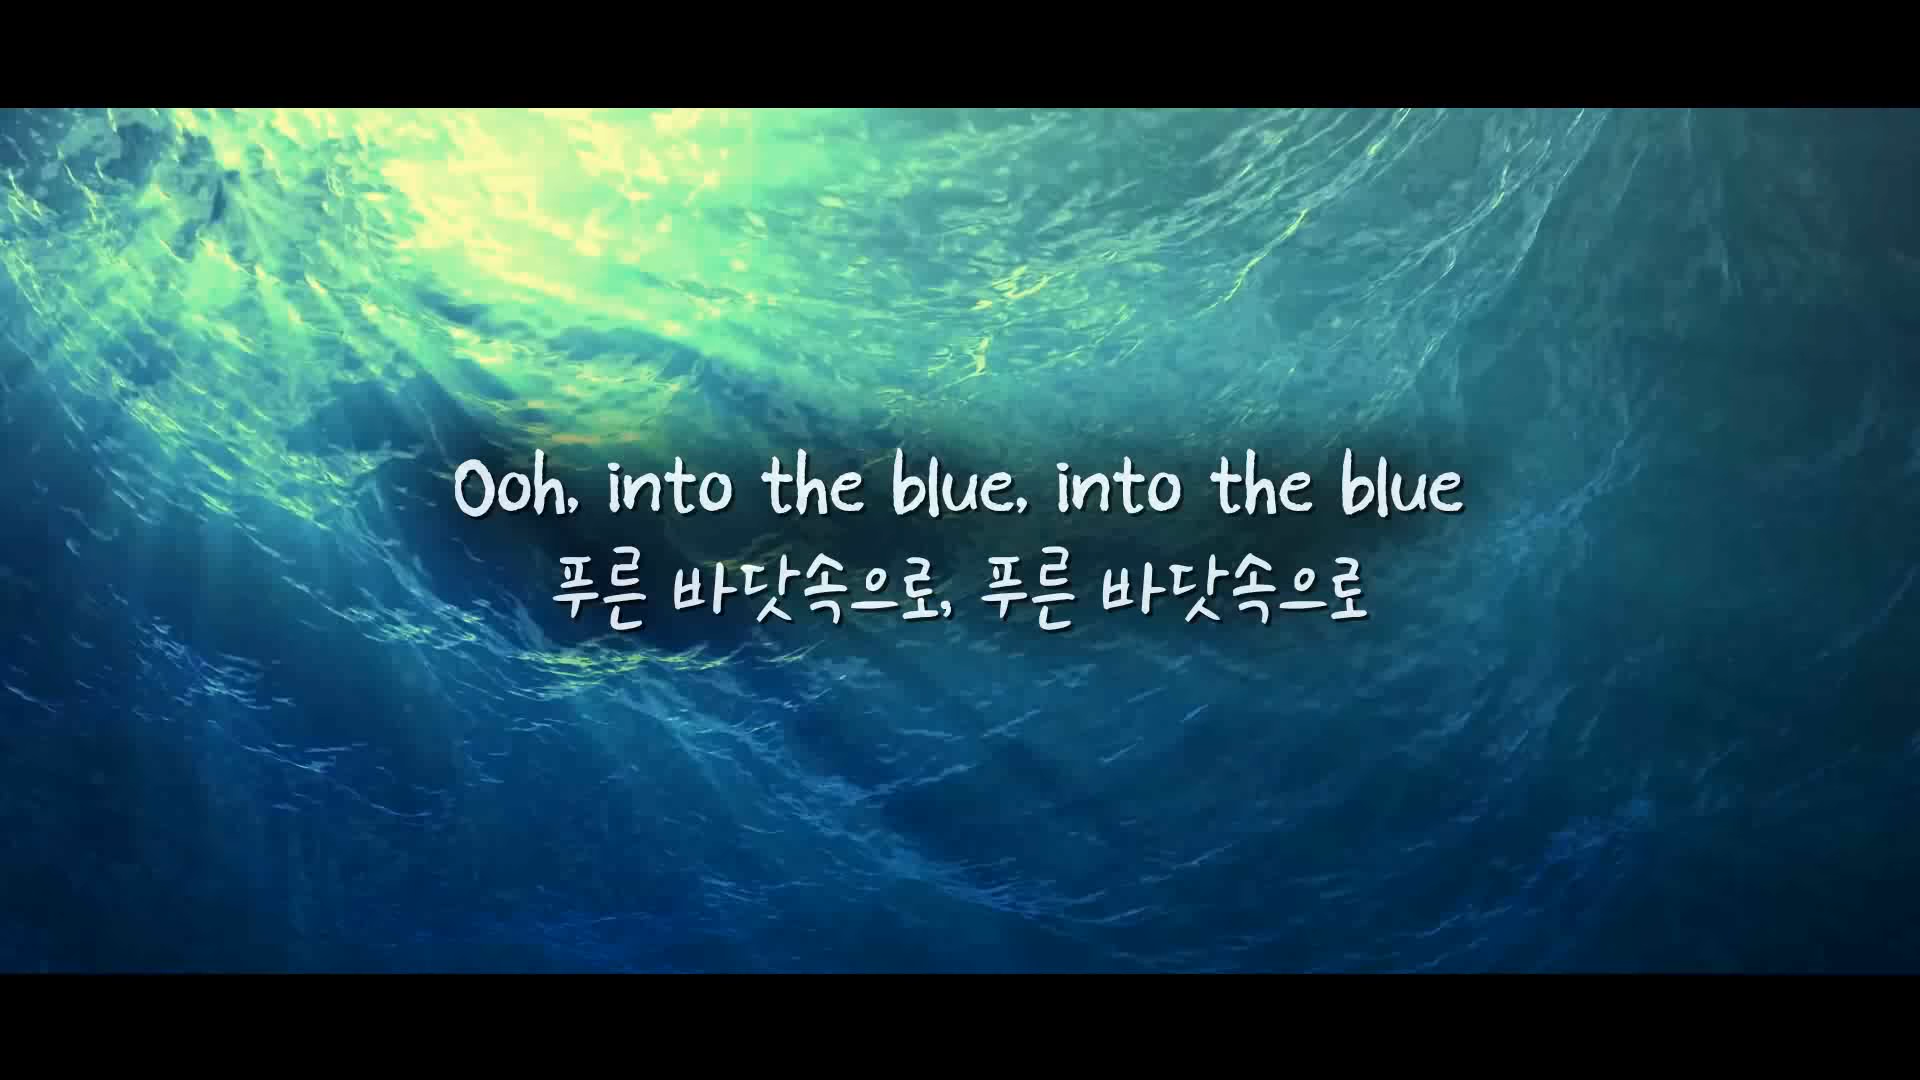 Ooh, into the blue, into the blue
푸른 바닷속으로, 푸른 바닷속으로